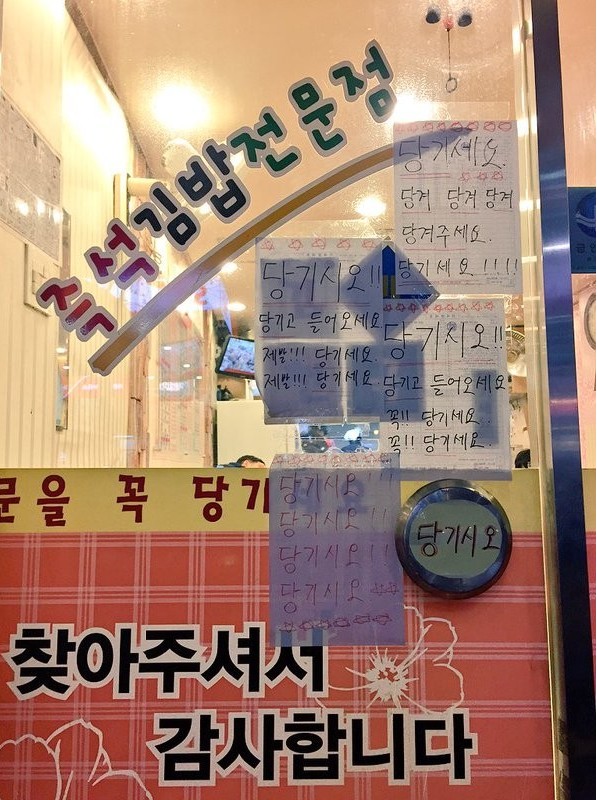 즉석김밥전문점
당기세요.
당겨 당겨 당겨
당겨주세요.
당기세요!!!!
당기시오!!
당기고 들어오세요
제발!!! 당기세요.
제발!!! 당기세요.
당기시오!!
당기고 들어오세요
꼭!! 당기세요..
꼭!! 당기세요.
당기시오!!
당기시오!!
당기시오!!
당기시오
당기시오
문을 꼭 당기
찾아주셔서
감사합니다